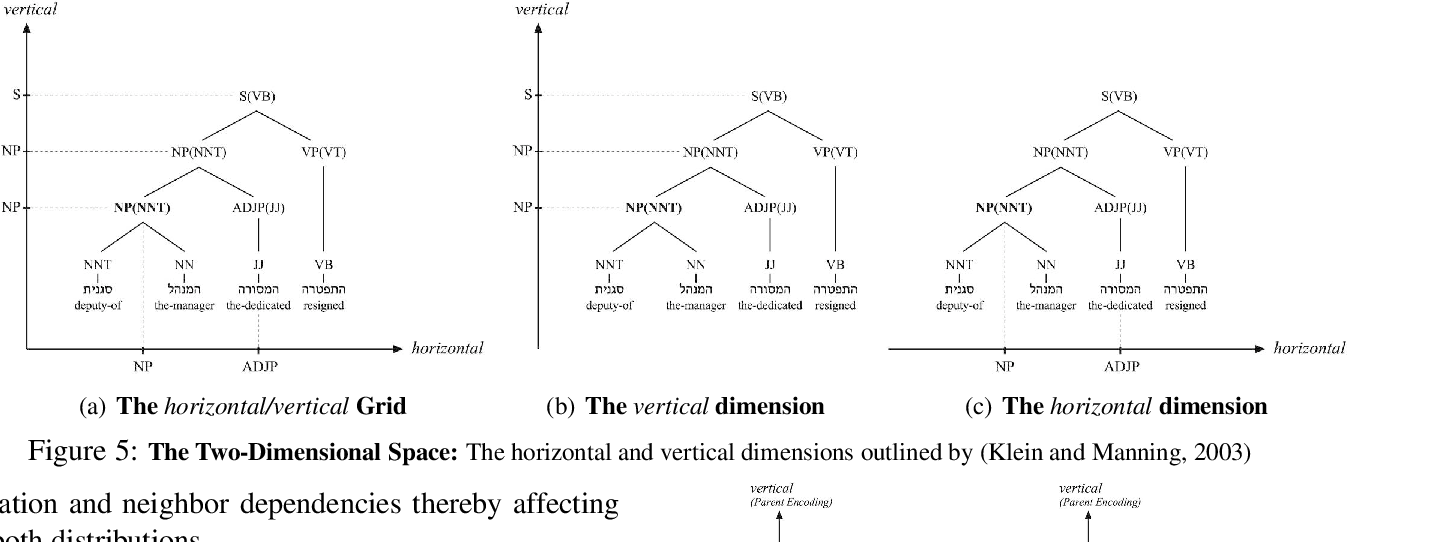 vertical
S
S(VB)
NP
NP(NNT) VP(VT)
NP
NP(NNT) ADJP(JJ)
NNT NN JJ VB
סגנית המנהל המסורה התפטרה
deputy-of the-manager the-dedicated resigned
horizontal
NP ADJP
(a) The horizontal/vertical Grid
vertical
S
S(VB)
NP
NP(NNT) VP(VT)
NP
NP(NNT) ADJP(JJ)
NNT NN JJ VB
סגנית המנהל המסורה התפטרה
deputy-of the-manager the-dedicated resigned
(b) The vertical dimension
S(VB)
NP(NNT) VP(VT)
NP(NNT) ADJP(JJ)
NNT NN JJ VB
סגנית המנהל המסורה התפטרה
deputy-of the-manager the-dedicated resigned
horizontal
NP ADJP
(c) The horizontal dimension
Figure 5: The Two-Dimensional Space: The horizontal and vertical dimensions outlined by (Klein and Manning, 2003)
ation and neighbor dependencies thereby affecting
both distributions
vertical
(Parent Encoding)
vertical
(Parent Encoding)